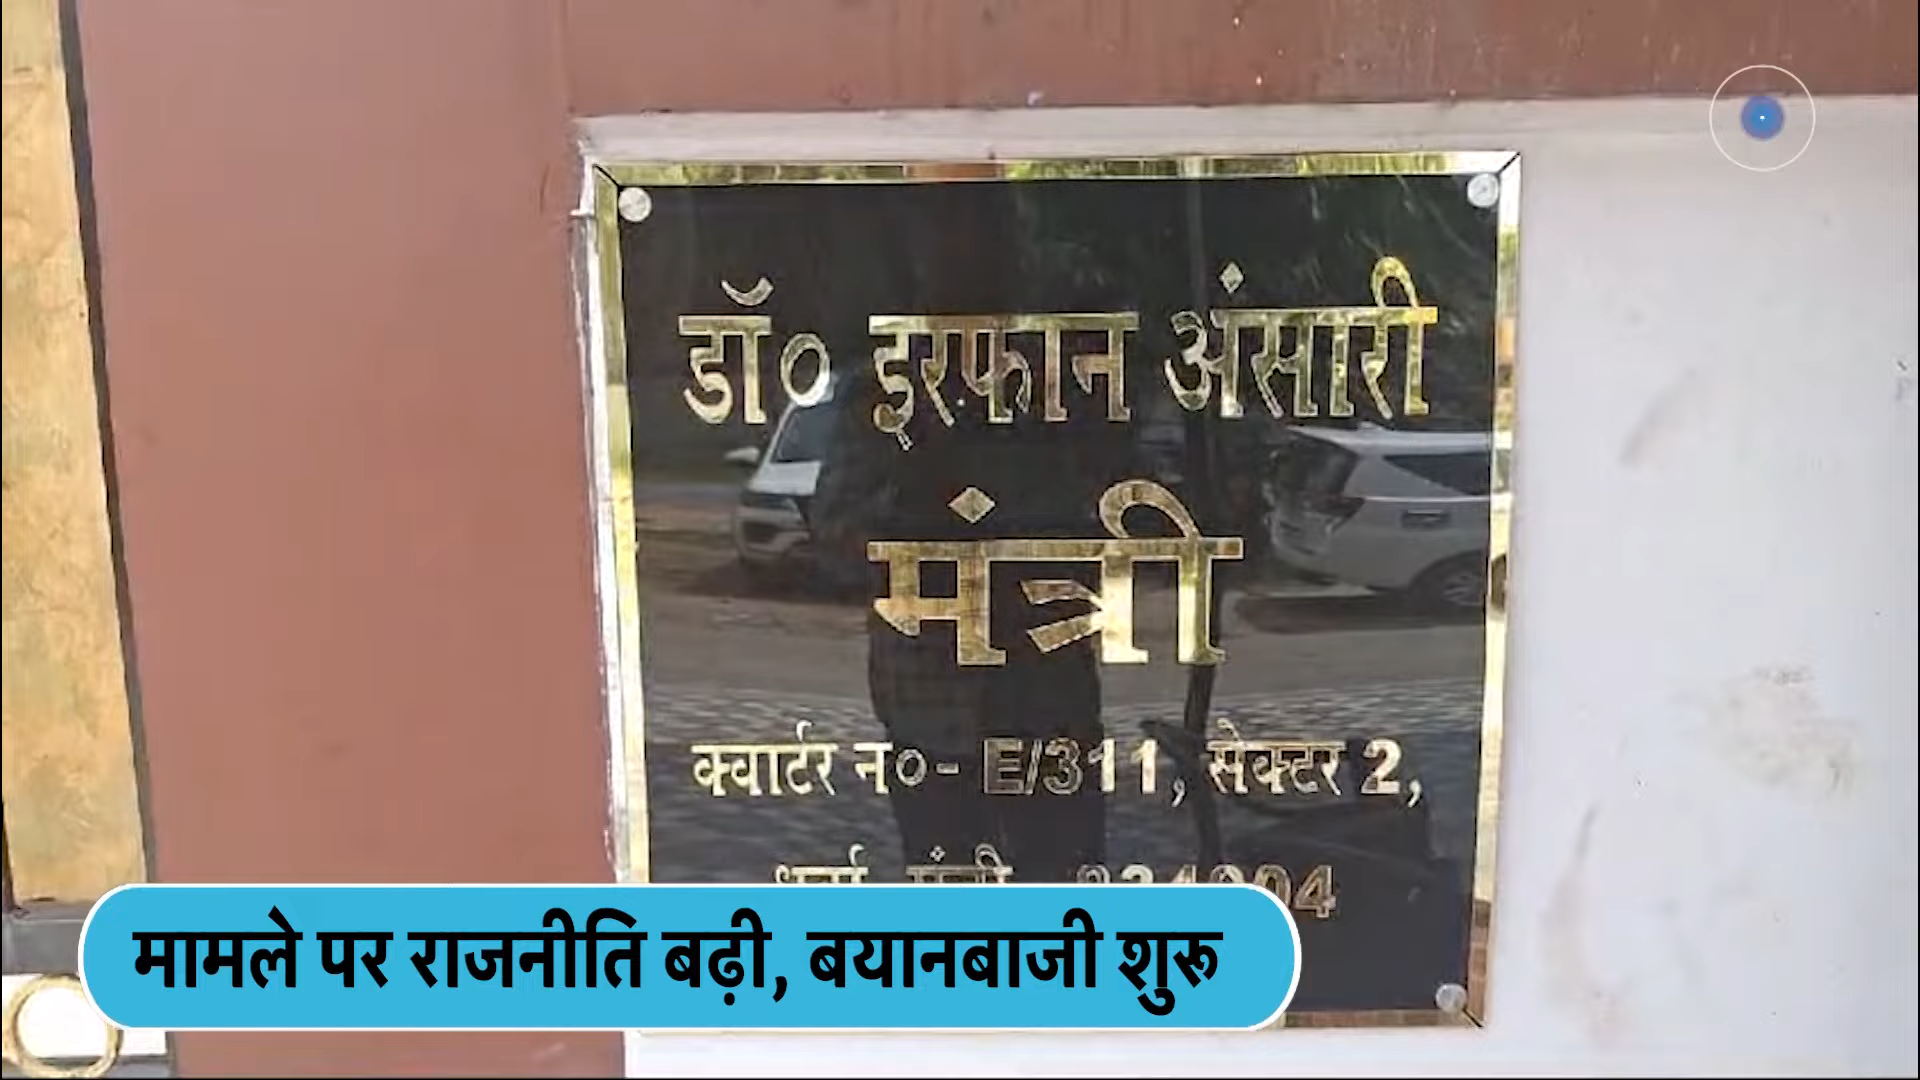 डॉ० इरफान अंसारी
मंत्री
क्वार्टर न०- E/311, सेक्टर 2,
मामले पर राजनीति बढ़ी, बयानबाजी शुरू